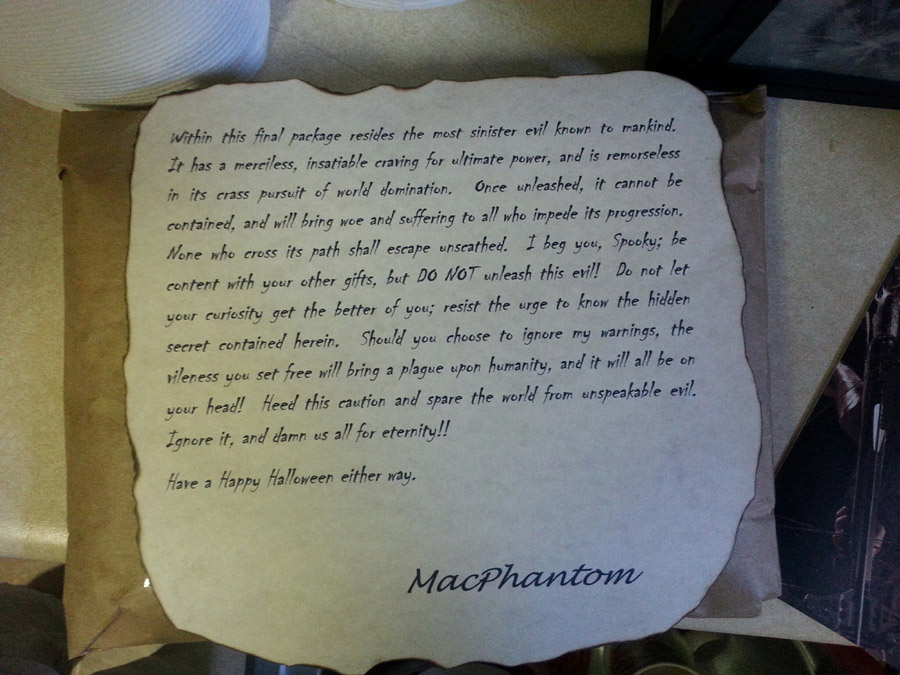 Within this final package resides the most sinister evil known to mankind.
It has a merciless, insatiable craving for ultimate power, and is remorseless
in its crass pursuit of world domination. Once unleashed, it cannot be
contained, and will bring woe and suffering to all who impede its progression.
None who cross its path shall escape unscathed. I beg you, Spooky; be
content with your other gifts, but DO NOT unleash this evil! Do not let
your curiosity get the better of you; resist the urge to know the hidden
secret contained herein. Should you choose to ignore my warnings, the
vileness you set free will bring a plague upon humanity, and it will all be on
your head! Heed this caution and spare the world from unspeakable evil.
Ignore it, and damn us all for eternity!!
Have a Happy Halloween either way.
MacPhantom